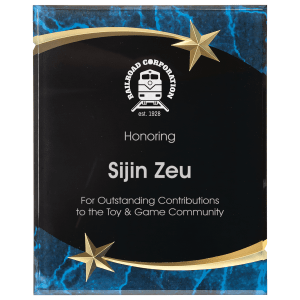 RAILROAD CORPORATION
est. 1928
Honoring
Sijin Zeu
For Outstanding Contributions
to the Toy & Game Community